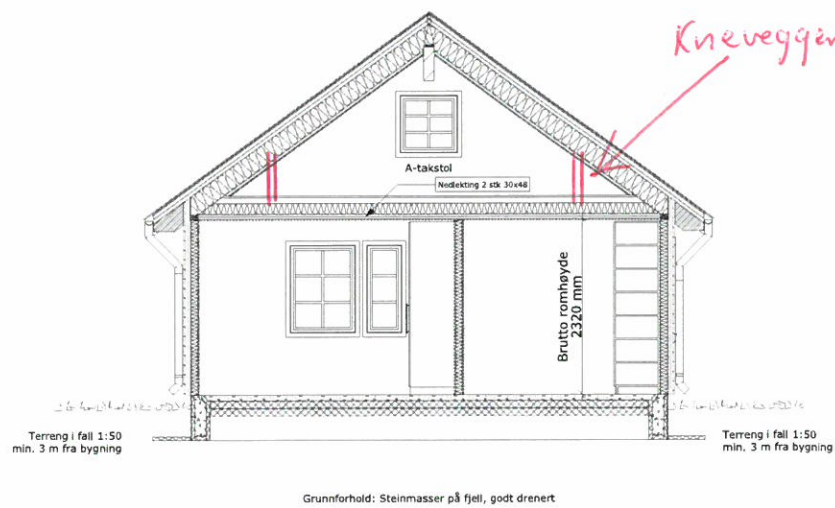 Kneveggar
A-takstol
Nedlekting 2 stk 30x48
Brutto romhøyde
2320 mm
Terreng i fall 1:50
min. 3 m fra bygning
Terreng i fall 1:50
min. 3 m fra bygning
Grunnforhold: Steinmasser på fjell, godt drenert